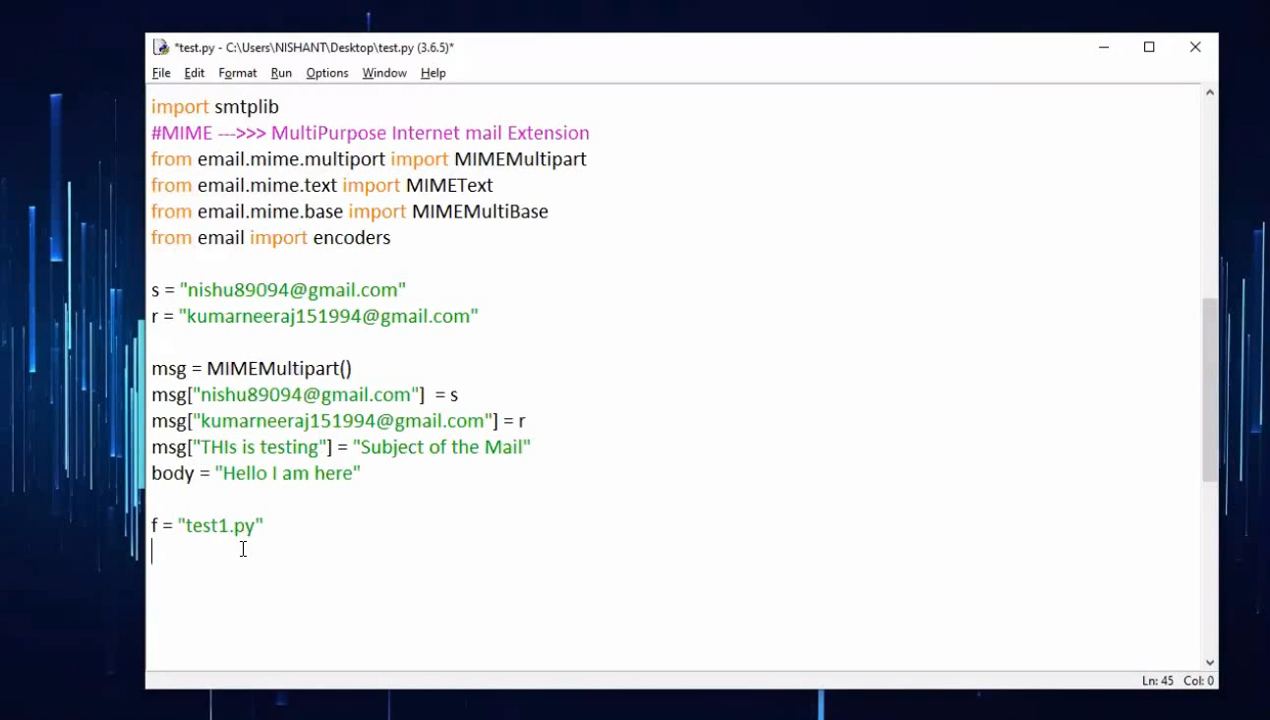 *test.py - C:\Users\NISHANT\Desktop\test.py (3.6.5)*
File Edit Format Run Options Window Help
import smtplib
#MIME --->>> MultiPurpose Internet mail Extension
from email.mime.multiport import MIMEMultipart
from email.mime.text import MIMEText
from email.mime.base import MIMEMultiBase
from email import encoders
s = "nishu89094@gmail.com"
r = "kumarneeraj151994@gmail.com"
msg = MIMEMultipart()
msg["nishu89094@gmail.com"] = s
msg["kumarneeraj151994@gmail.com"] = r
msg["THIs is testing"] = "Subject of the Mail"
body = "Hello I am here"
f = "test1.py"
Ln: 45 Col: 0